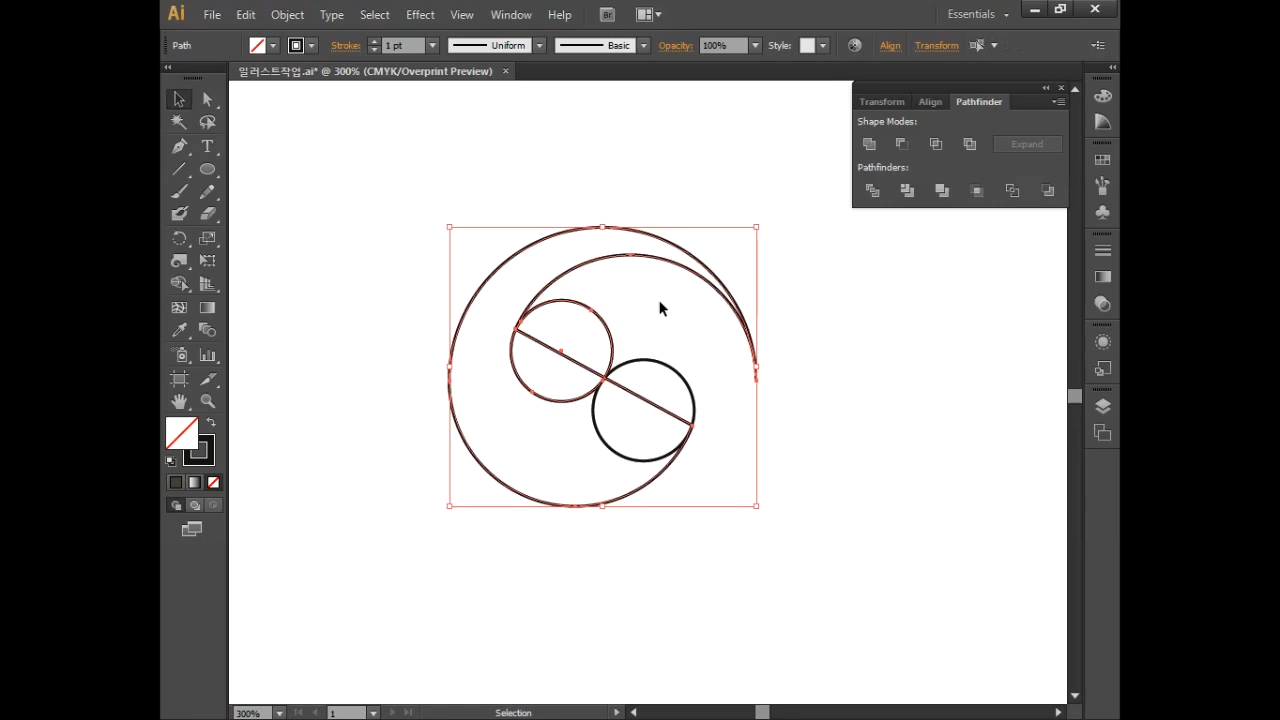 Ai File Edit Object Type Select Effect View Window Help Br Essentials
Path Stroke: 1 pt Uniform Basic Opacity: 100% Style: Align Transform
일러스트작업.ai* @ 300% (CMYK/Overprint Preview) ×
Transform Align Pathfinder
Shape Modes:
Expand
Pathfinders:
T
300% 1 Selection